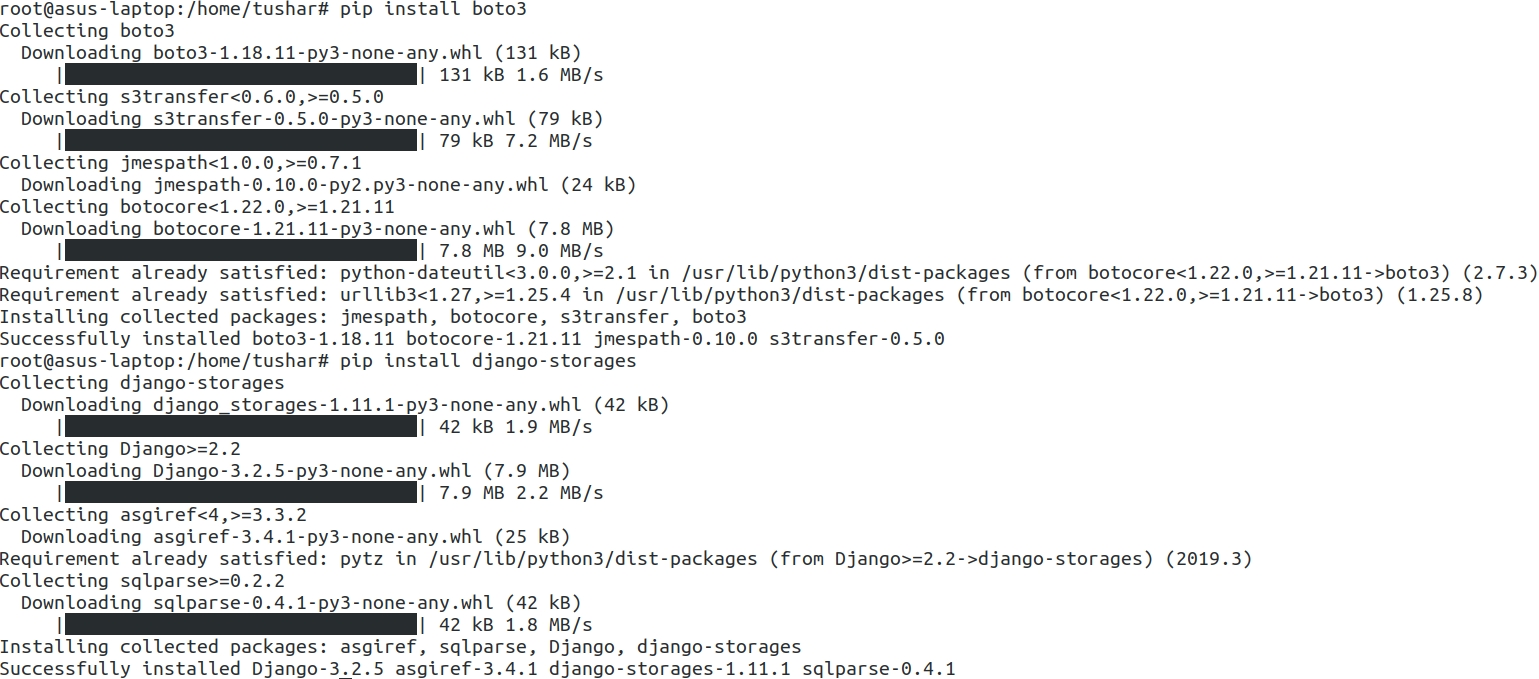 root@asus-laptop:/home/tushar# pip install boto3
Collecting boto3
  Downloading boto3-1.18.11-py3-none-any.whl (131 kB)
     |████████████████████████████████| 131 kB 1.6 MB/s
Collecting s3transfer<0.6.0,>=0.5.0
  Downloading s3transfer-0.5.0-py3-none-any.whl (79 kB)
     |████████████████████████████████| 79 kB 7.2 MB/s
Collecting jmespath<1.0.0,>=0.7.1
  Downloading jmespath-0.10.0-py2.py3-none-any.whl (24 kB)
Collecting botocore<1.22.0,>=1.21.11
  Downloading botocore-1.21.11-py3-none-any.whl (7.8 MB)
     |████████████████████████████████| 7.8 MB 9.0 MB/s
Requirement already satisfied: python-dateutil<3.0.0,>=2.1 in /usr/lib/python3/dist-packages (from botocore<1.22.0,>=1.21.11->boto3) (2.7.3)
Requirement already satisfied: urllib3<1.27,>=1.25.4 in /usr/lib/python3/dist-packages (from botocore<1.22.0,>=1.21.11->boto3) (1.25.8)
Installing collected packages: jmespath, botocore, s3transfer, boto3
Successfully installed boto3-1.18.11 botocore-1.21.11 jmespath-0.10.0 s3transfer-0.5.0
root@asus-laptop:/home/tushar# pip install django-storages
Collecting django-storages
  Downloading django_storages-1.11.1-py3-none-any.whl (42 kB)
     |████████████████████████████████| 42 kB 1.9 MB/s
Collecting Django>=2.2
  Downloading Django-3.2.5-py3-none-any.whl (7.9 MB)
     |████████████████████████████████| 7.9 MB 2.2 MB/s
Collecting asgiref<4,>=3.3.2
  Downloading asgiref-3.4.1-py3-none-any.whl (25 kB)
Requirement already satisfied: pytz in /usr/lib/python3/dist-packages (from Django>=2.2->django-storages) (2019.3)
Collecting sqlparse>=0.2.2
  Downloading sqlparse-0.4.1-py3-none-any.whl (42 kB)
     |████████████████████████████████| 42 kB 1.8 MB/s
Installing collected packages: asgiref, sqlparse, Django, django-storages
Successfully installed Django-3.2.5 asgiref-3.4.1 django-storages-1.11.1 sqlparse-0.4.1